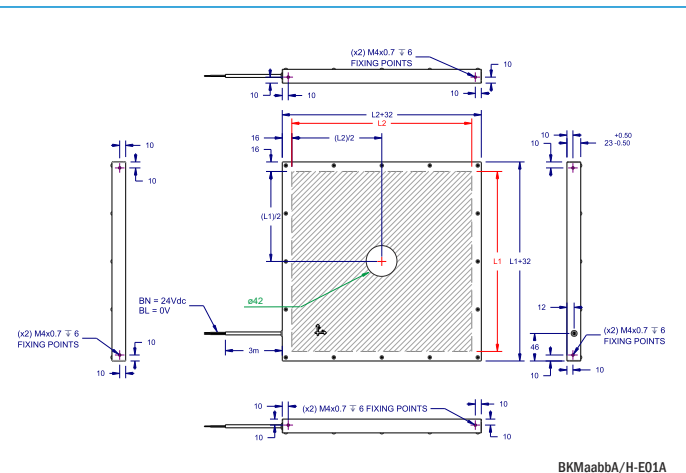 (x2) M4x0.7 ↧ 6
FIXING POINTS
10
10
10
10
L2+32
L2
16
(L2)/2
16
10
10
(L1)/2
L1
L1+32
ø42
BN = 24Vdc
BL = 0V
3m
(x2) M4x0.7 ↧ 6
FIXING POINTS
10
10
10
+0.50
23 -0.50
10
10
12
46
(x2) M4x0.7 ↧ 6
FIXING POINTS
10
10
10
(x2) M4x0.7 ↧ 6 FIXING POINTS
10
10
10
10
BKMaabbA/H-E01A